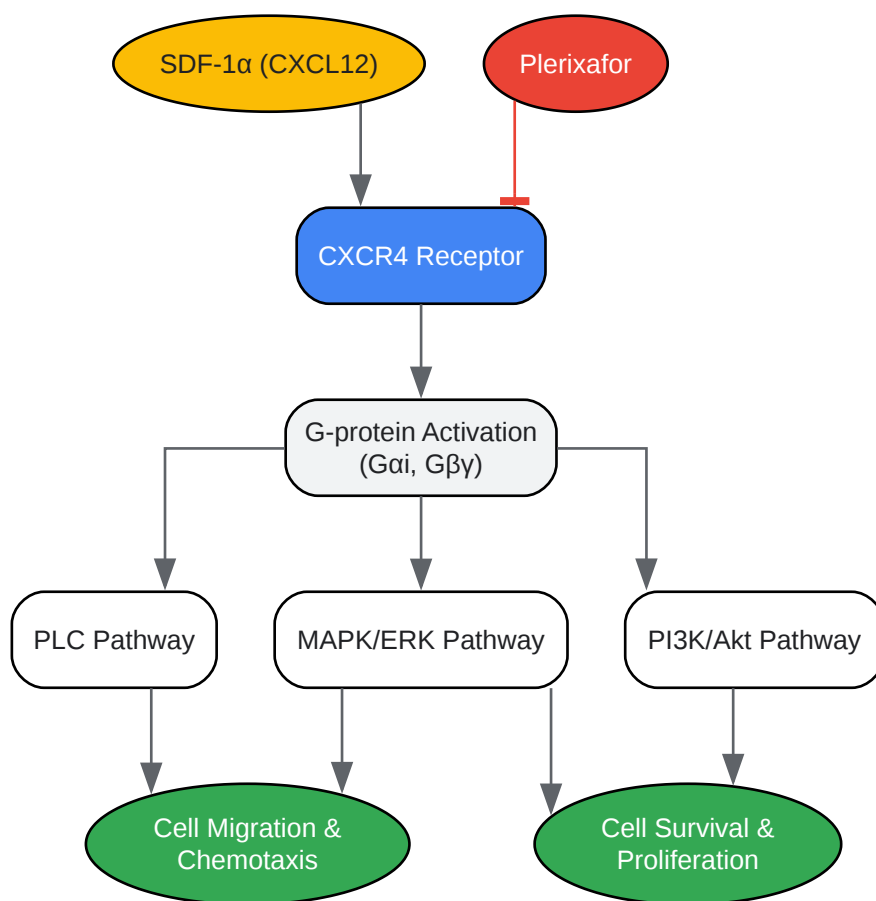 SDF-1α (CXCL12)
Plerixafor
CXCR4 Receptor
G-protein Activation
(Gαi, Gβγ)
PLC Pathway
MAPK/ERK Pathway
PI3K/Akt Pathway
Cell Migration &
Chemotaxis
Cell Survival &
Proliferation